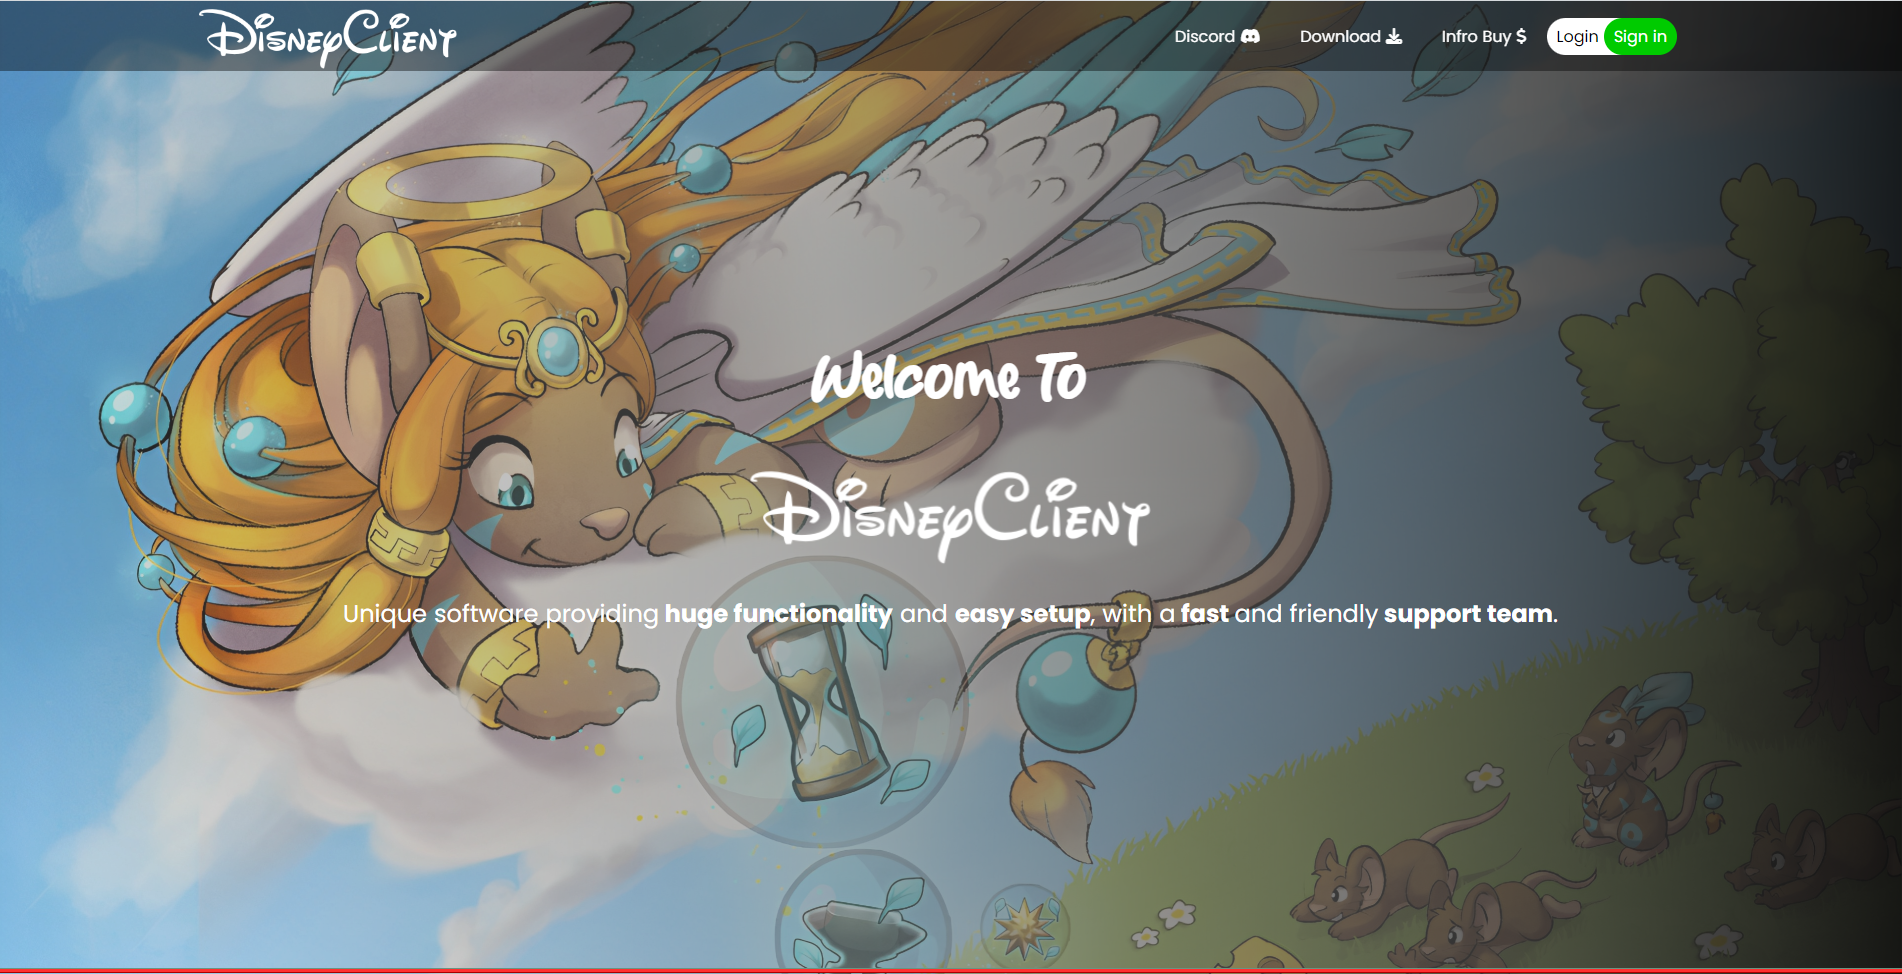 DisneyClient
Discord
Download
Infro Buy $
Login
Sign in
Welcome To
DisneyClient
Unique software providing huge functionality and easy setup, with a fast and friendly support team.